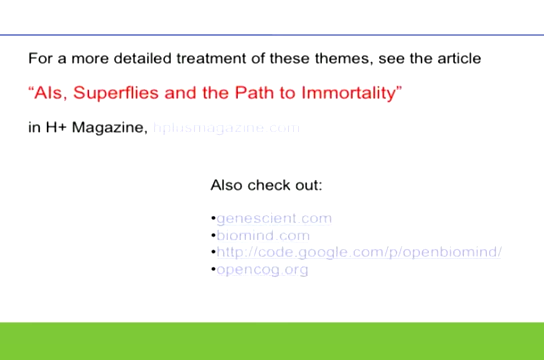 For a more detailed treatment of these themes, see the article
“AIs, Superflies and the Path to Immortality”
in H+ Magazine, hplusmagazine.com
Also check out:
•genescient.com
•biomind.com
•http://code.google.com/p/openbiomind/
•opencog.org